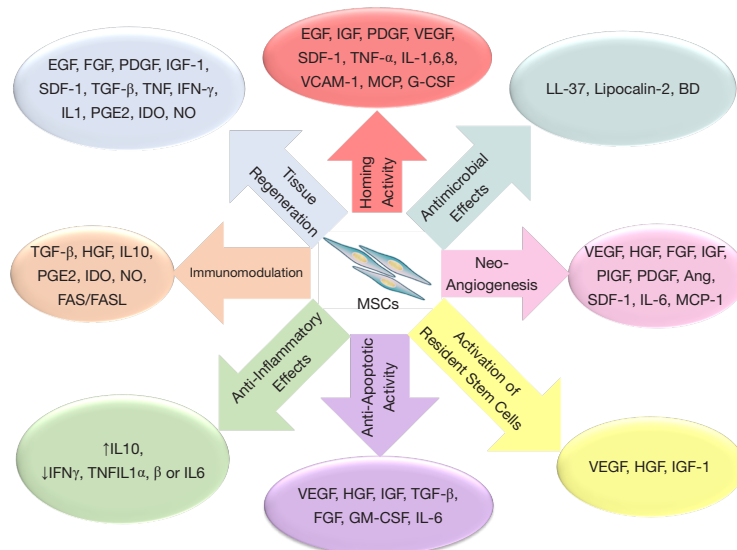 EGF, IGF, PDGF, VEGF,
SDF-1, TNF-α, IL-1,6,8,
VCAM-1, MCP, G-CSF
EGF, FGF, PDGF, IGF-1,
SDF-1, TGF-β, TNF, IFN-γ,
IL1, PGE2, IDO, NO
LL-37, Lipocalin-2, BD
Tissue
Regeneration
Homing
Activity
Antimicrobial
Effects
TGF-β, HGF, IL10,
PGE2, IDO, NO,
FAS/FASL
Immunomodulation
MSCs
Neo-
Angiogenesis
VEGF, HGF, FGF, IGF,
PIGF, PDGF, Ang,
SDF-1, IL-6, MCP-1
Anti-Inflammatory
Effects
Anti-Apoptotic
Activity
Activation of
Resident Stem Cells
↑IL10,
↓IFNγ, TNFIL1α, β or IL6
VEGF, HGF, IGF, TGF-β,
FGF, GM-CSF, IL-6
VEGF, HGF, IGF-1